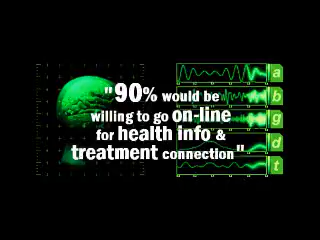 "90% would be
willing to go on-line
for health info &
treatment connection"
a
b
g
d
t